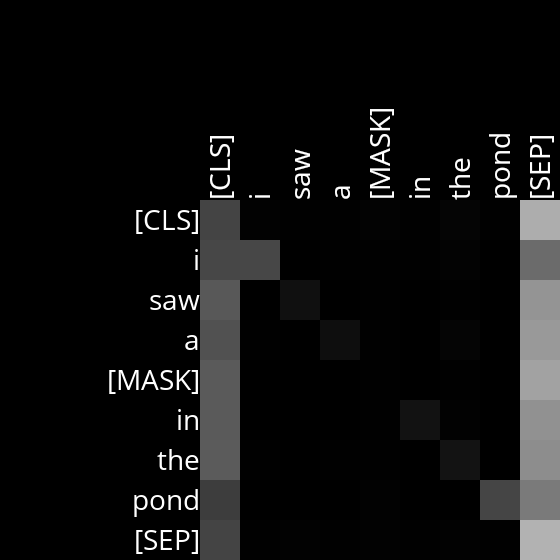 [CLS] i saw a [MASK] in the pond [SEP]
[CLS]
i
saw
a
[MASK]
in
the
pond
[SEP]